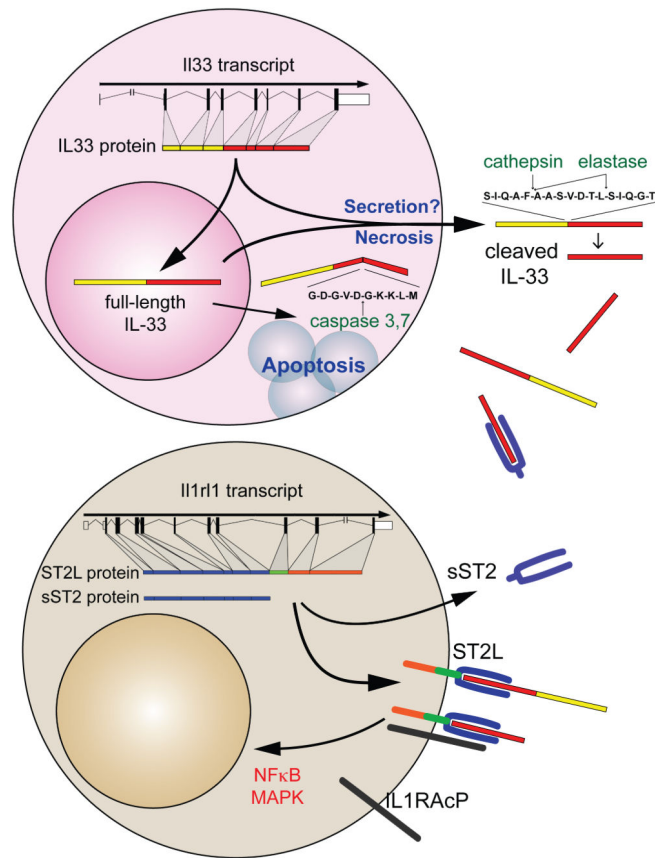 Il33 transcript
IL33 protein
cathepsin elastase
S-I-Q-A-F-A-A-S-V-D-T-L-S-I-Q-G-T
Secretion?
Necrosis
cleaved
IL-33
full-length
IL-33
G-D-G-V-D-G-K-K-L-M
caspase 3,7
Apoptosis
Il1rl1 transcript
ST2L protein
sST2 protein
sST2
ST2L
NFκB
MAPK
IL1RAcP